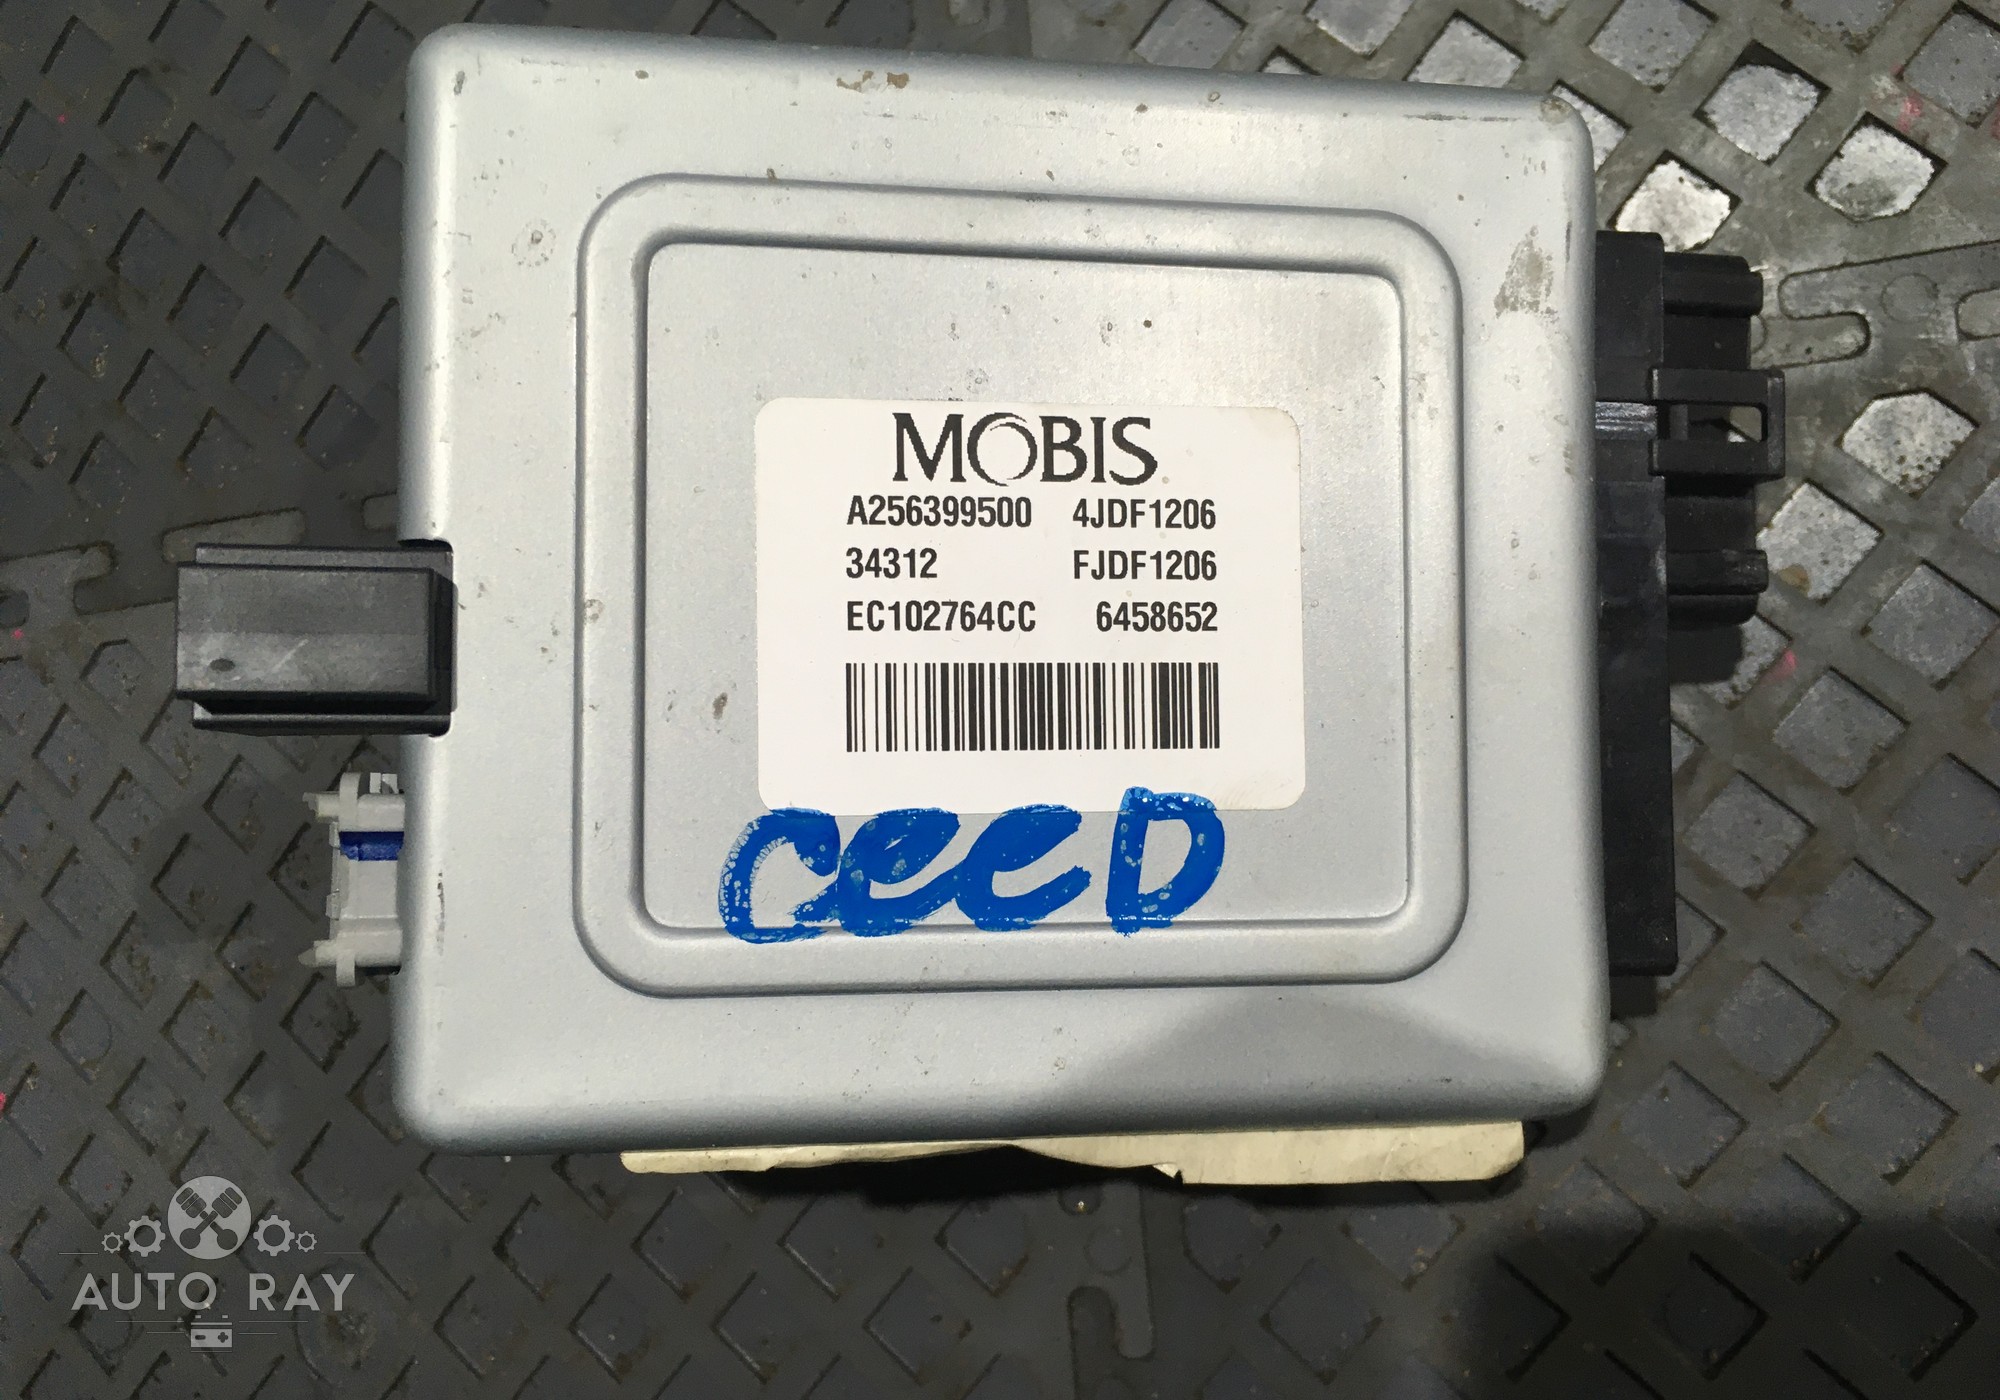 MOBIS
A256399500 4JDF1206
34312 FJDF1206
EC102764CC 6458652
ceeD
AUTO RAY